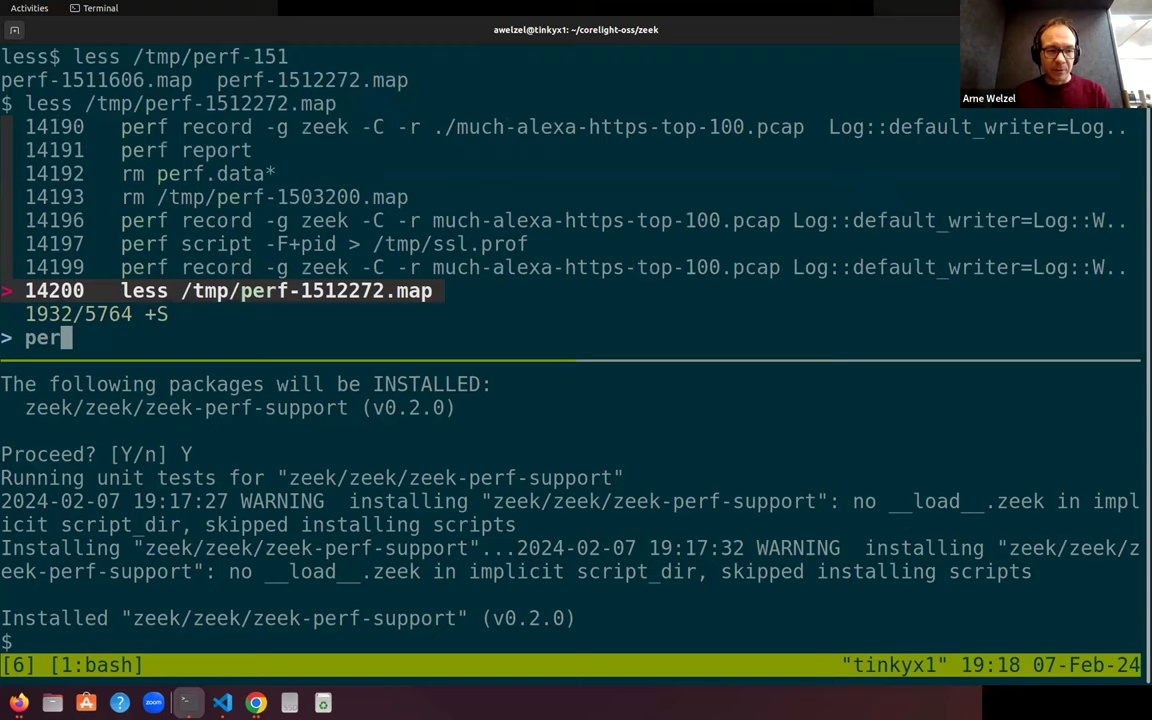 Activities
Terminal
awelzel@tinkyx1: ~/corelight-oss/zeek
Arne Welzel
less$ less /tmp/perf-151
perf-1511606.map  perf-1512272.map
$ less /tmp/perf-1512272.map
14190   perf record -g zeek -C -r ./much-alexa-https-top-100.pcap  Log::default_writer=Log..
14191   perf report
14192   rm perf.data*
14193   rm /tmp/perf-1503200.map
14196   perf record -g zeek -C -r much-alexa-https-top-100.pcap Log::default_writer=Log::W..
14197   perf script -F+pid > /tmp/ssl.prof
14199   perf record -g zeek -C -r much-alexa-https-top-100.pcap Log::default_writer=Log::W..
> 14200   less /tmp/perf-1512272.map
1932/5764 +S
> per
The following packages will be INSTALLED:
zeek/zeek/zeek-perf-support (v0.2.0)
Proceed? [Y/n] Y
Running unit tests for "zeek/zeek/zeek-perf-support"
2024-02-07 19:17:27 WARNING  installing "zeek/zeek/zeek-perf-support": no __load__.zeek in impl
icit script_dir, skipped installing scripts
Installing "zeek/zeek/zeek-perf-support"...2024-02-07 19:17:32 WARNING  installing "zeek/zeek/z
eek-perf-support": no __load__.zeek in implicit script_dir, skipped installing scripts
Installed "zeek/zeek/zeek-perf-support" (v0.2.0)
$
[6] [1:bash]
"tinkyx1" 19:18 07-Feb-24
zoom